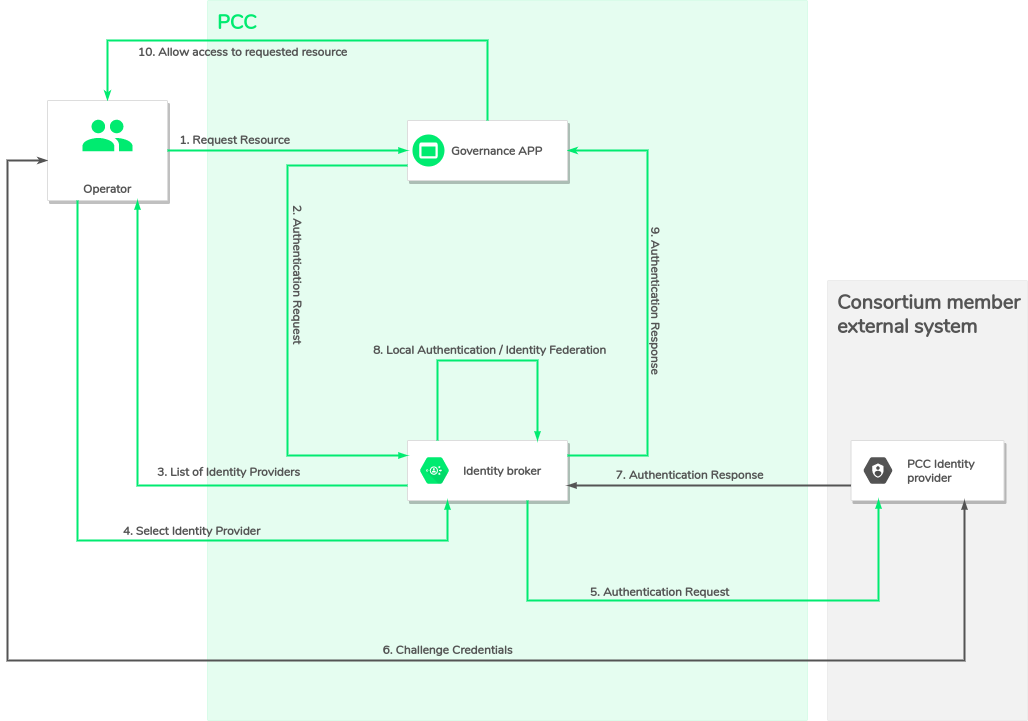 PCC
10. Allow access to requested resource
1. Request Resource
Governance APP
Operator
2. Authentication Request
9. Authentication Response
Consortium member
external system
8. Local Authentication / Identity Federation
3. List of Identity Providers
Identity broker
7. Authentication Response
PCC Identity
provider
4. Select Identity Provider
5. Authentication Request
6. Challenge Credentials